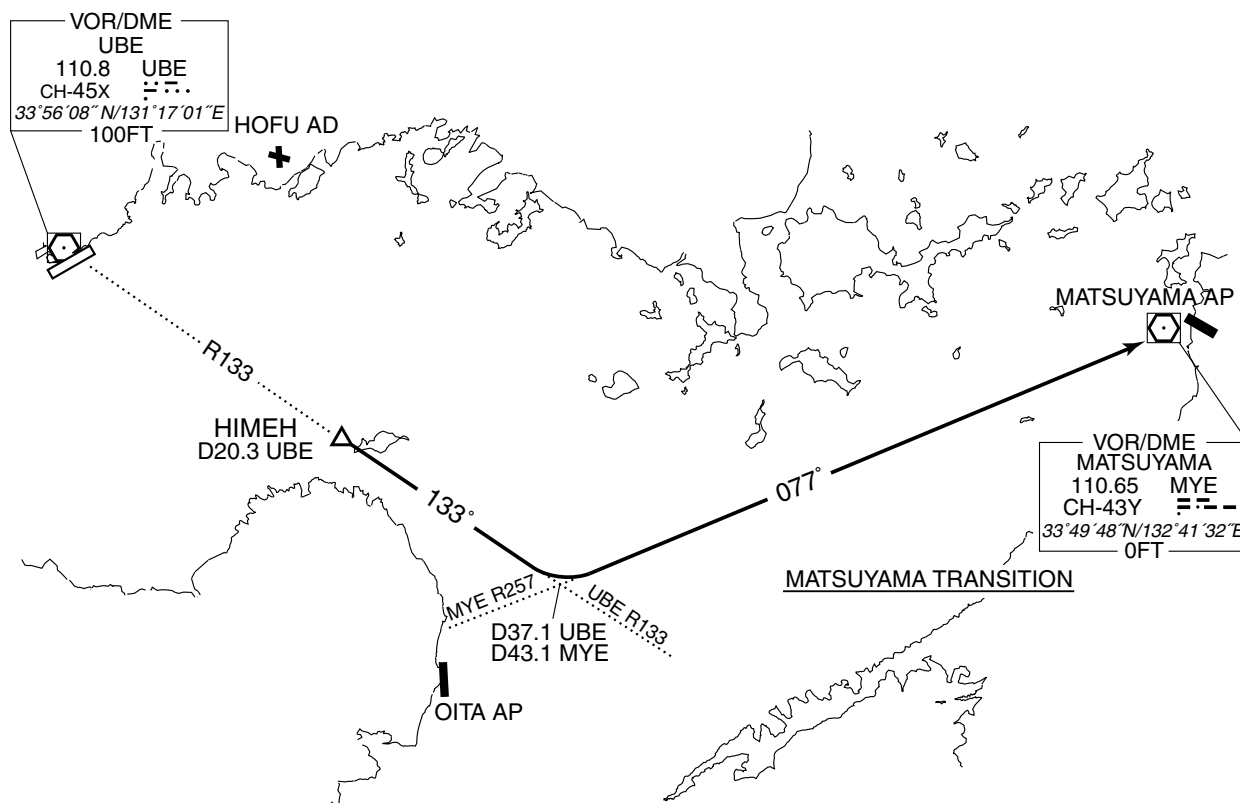 VOR/DME
UBE
110.8 UBE
CH-45X
33°56´08˝ N/131°17´01˝E
100FT
HOFU AD
MATSUYAMA AP
R133
HIMEH
D20.3 UBE
133°
077°
VOR/DME
MATSUYAMA
110.65 MYE
CH-43Y
33°49´48˝N/132°41´32˝E
0FT
MATSUYAMA TRANSITION
MYE R257
UBE R133
D37.1 UBE
D43.1 MYE
OITA AP